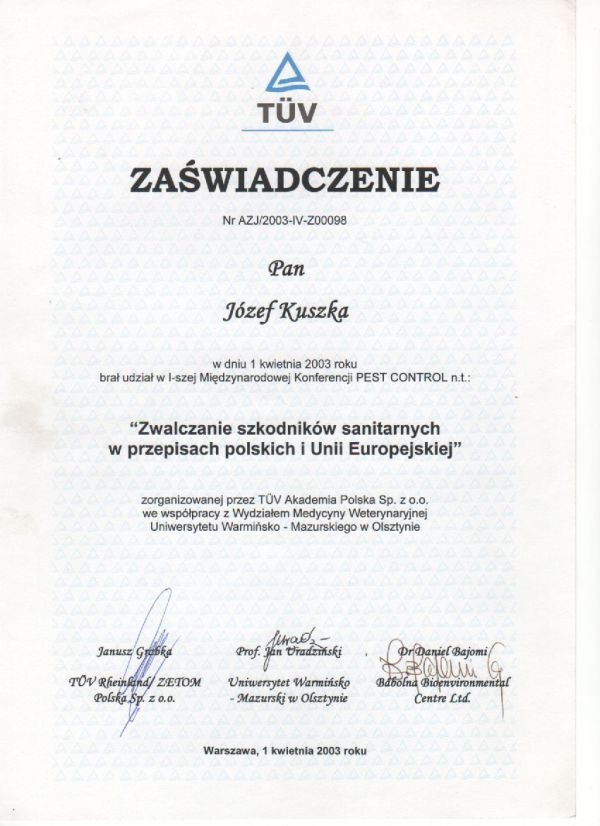 TÜV
ZAŚWIADCZENIE
Nr AZJ/2003-IV-Z00098
Pan
Józef Kuszka
w dniu 1 kwietnia 2003 roku
brał udział w I-szej Międzynarodowej Konferencji PEST CONTROL n.t.:
“Zwalczanie szkodników sanitarnych
w przepisach polskich i Unii Europejskiej”
zorganizowanej przez TÜV Akademia Polska Sp. z o.o.
we współpracy z Wydziałem Medycyny Weterynaryjnej
Uniwersytetu Warmińsko - Mazurskiego w Olsztynie
Janusz Grabka
TÜV Rheinland/ ZETOM
Polska Sp. z o.o.
Prof. Jan Uradziński
Uniwersytet Warmińsko
- Mazurski w Olsztynie
Dr Daniel Bajomi
Bábolna Bioenvironmental
Centre Ltd.
Warszawa, 1 kwietnia 2003 roku